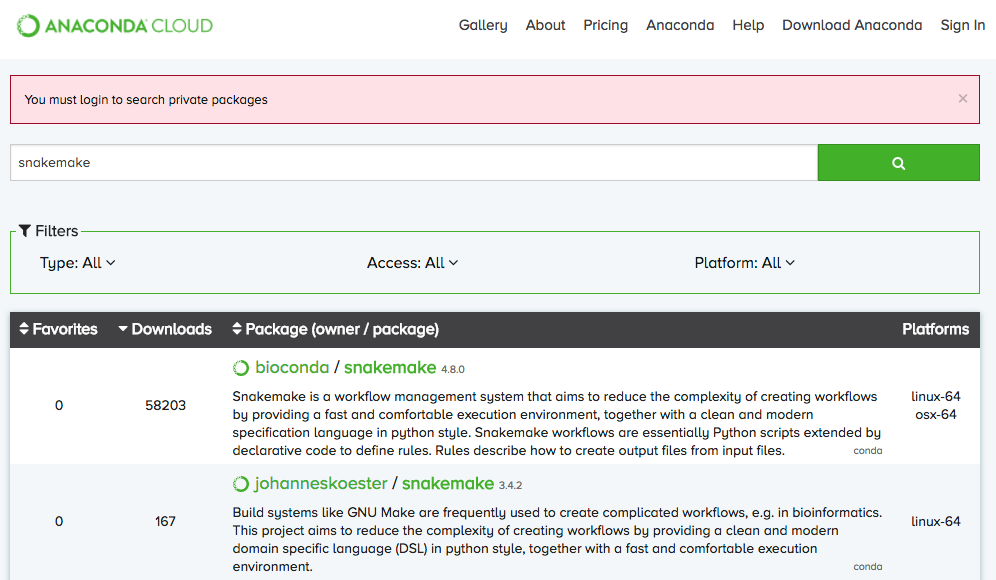 ANACONDA CLOUD
Gallery About Pricing Anaconda Help Download Anaconda Sign In
You must login to search private packages ×
snakemake
Filters
Type: All Access: All Platform: All
Favorites Downloads Package (owner / package) Platforms
bioconda / snakemake 4.8.0
Snakemake is a workflow management system that aims to reduce the complexity of creating workflows
by providing a fast and comfortable execution environment, together with a clean and modern
specification language in python style. Snakemake workflows are essentially Python scripts extended by
declarative code to define rules. Rules describe how to create output files from input files.
conda
0 58203
linux-64
osx-64
johanneskoester / snakemake 3.4.2
Build systems like GNU Make are frequently used to create complicated workflows, e.g. in bioinformatics.
This project aims to reduce the complexity of creating workflows by providing a clean and modern
domain specific language (DSL) in python style, together with a fast and comfortable execution
environment.
conda
0 167
linux-64